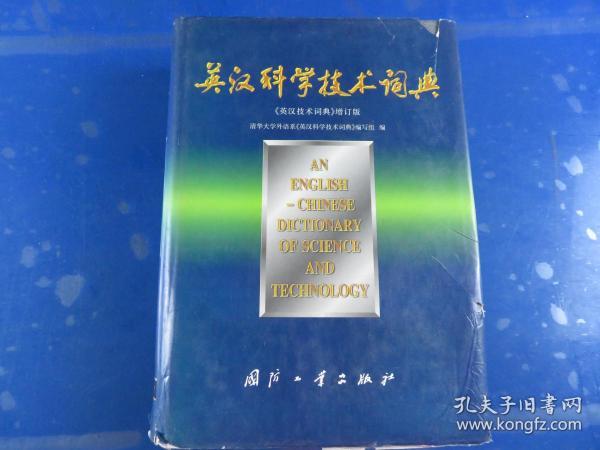 英汉科学技术词典
《英汉技术词典》增订版
清华大学外语系《英汉科学技术词典》编写组 编
AN
ENGLISH
-CHINESE
DICTIONARY
OF SCIENCE
AND
TECHNOLOGY
国防工业出版社
孔夫子旧书网
www.kongfz.com